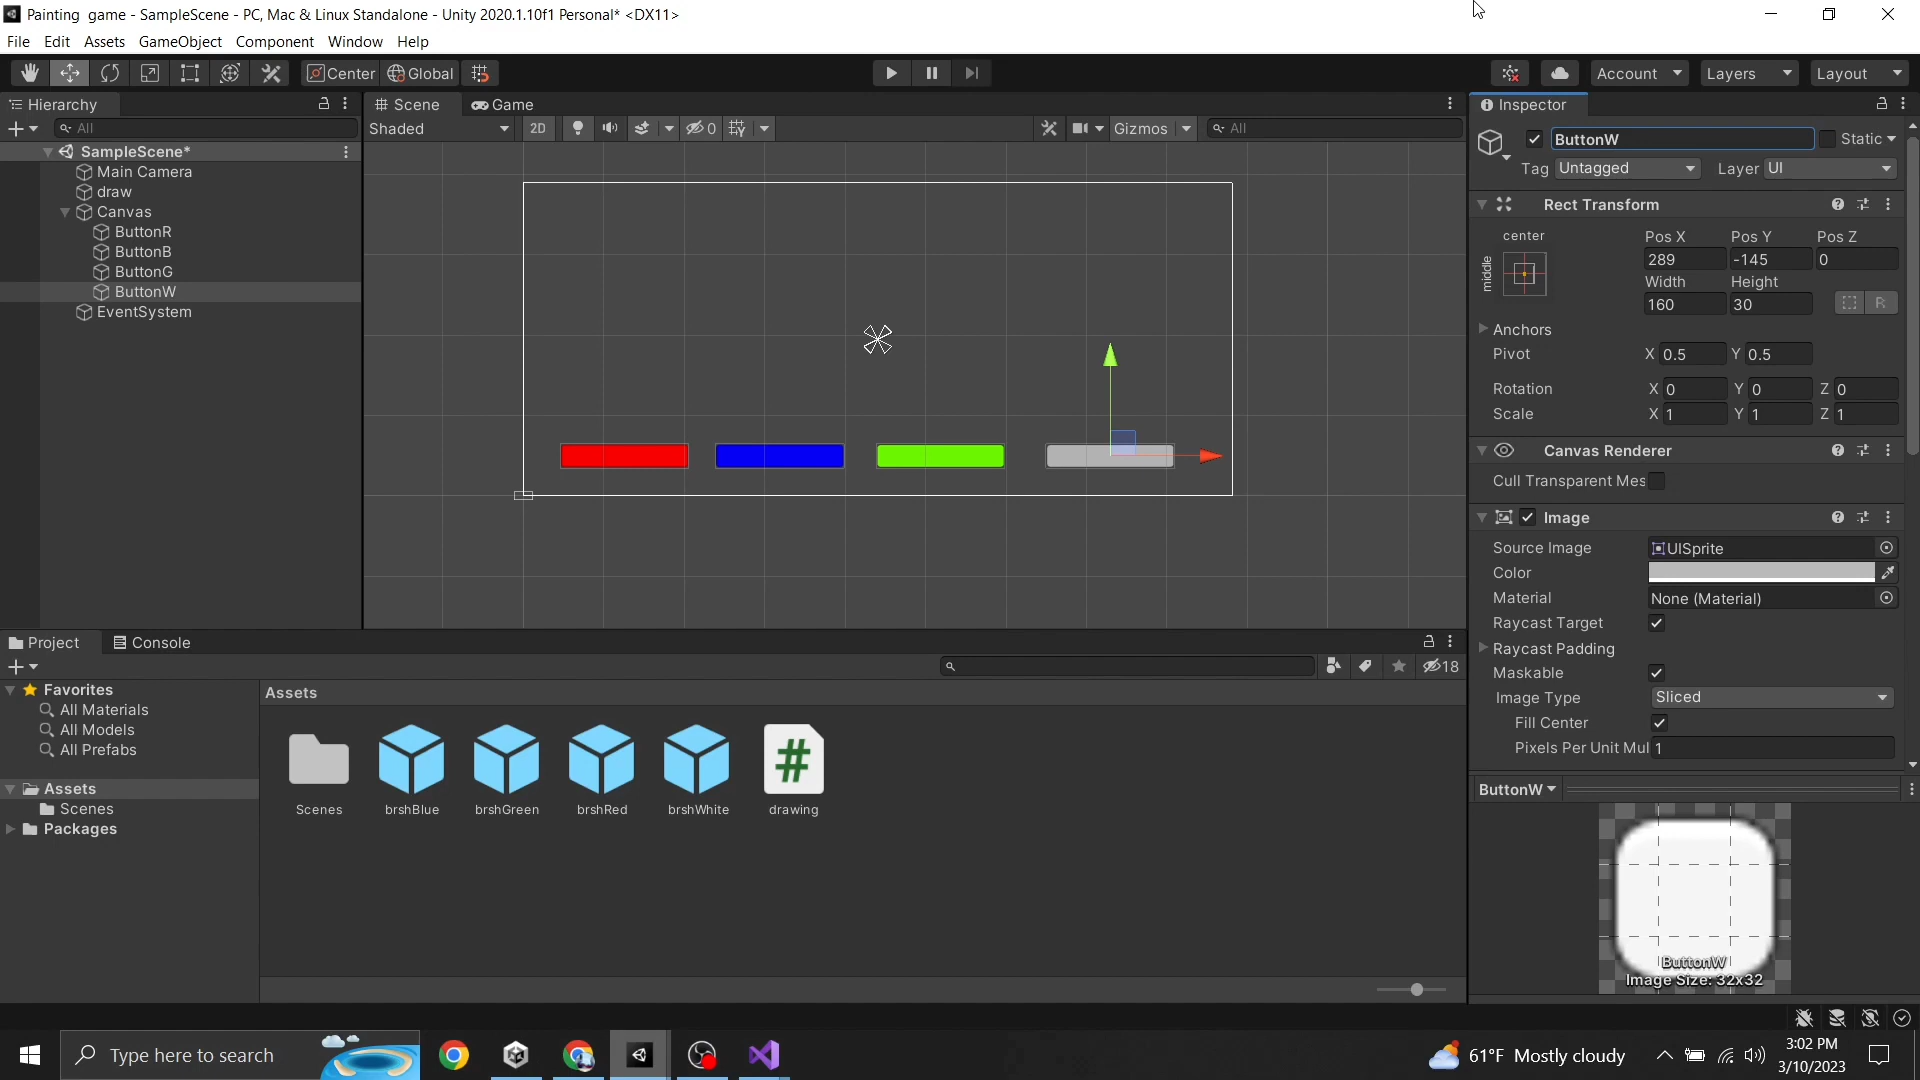 Painting game - SampleScene - PC, Mac & Linux Standalone - Unity 2020.1.10f1 Personal* <DX11>
File Edit Assets GameObject Component Window Help
Center Global Account Layers Layout
Hierarchy
All
SampleScene*
Main Camera
draw
Canvas
ButtonR
ButtonB
ButtonG
ButtonW
EventSystem
Scene Game
Shaded 2D 0 Gizmos All
Inspector
ButtonW Static
Tag Untagged Layer UI
Rect Transform
center Pos X Pos Y Pos Z
middle 289 -145 0
Width Height
160 30 R
Anchors
Pivot X 0.5 Y 0.5
Rotation X 0 Y 0 Z 0
Scale X 1 Y 1 Z 1
Canvas Renderer
Cull Transparent Mes
Image
Source Image UISprite
Color
Material None (Material)
Raycast Target
Raycast Padding
Maskable
Image Type Sliced
Fill Center
Pixels Per Unit Mul 1
ButtonW
ButtonW
Image Size: 32x32
Project Console
18
Favorites
All Materials
All Models
All Prefabs
Assets
Scenes
Packages
Assets
Scenes brshBlue brshGreen brshRed brshWhite drawing
Type here to search
61°F Mostly cloudy
3:02 PM
3/10/2023